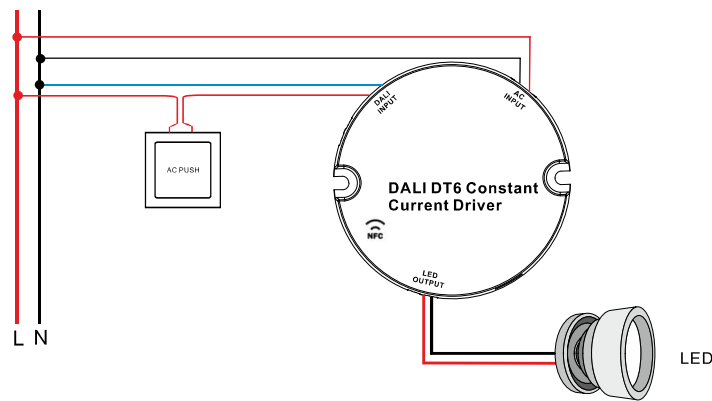 DALI
INPUT
AC
INPUT
AC PUSH
DALI DT6 Constant
Current Driver
NFC
LED
OUTPUT
L N
LED